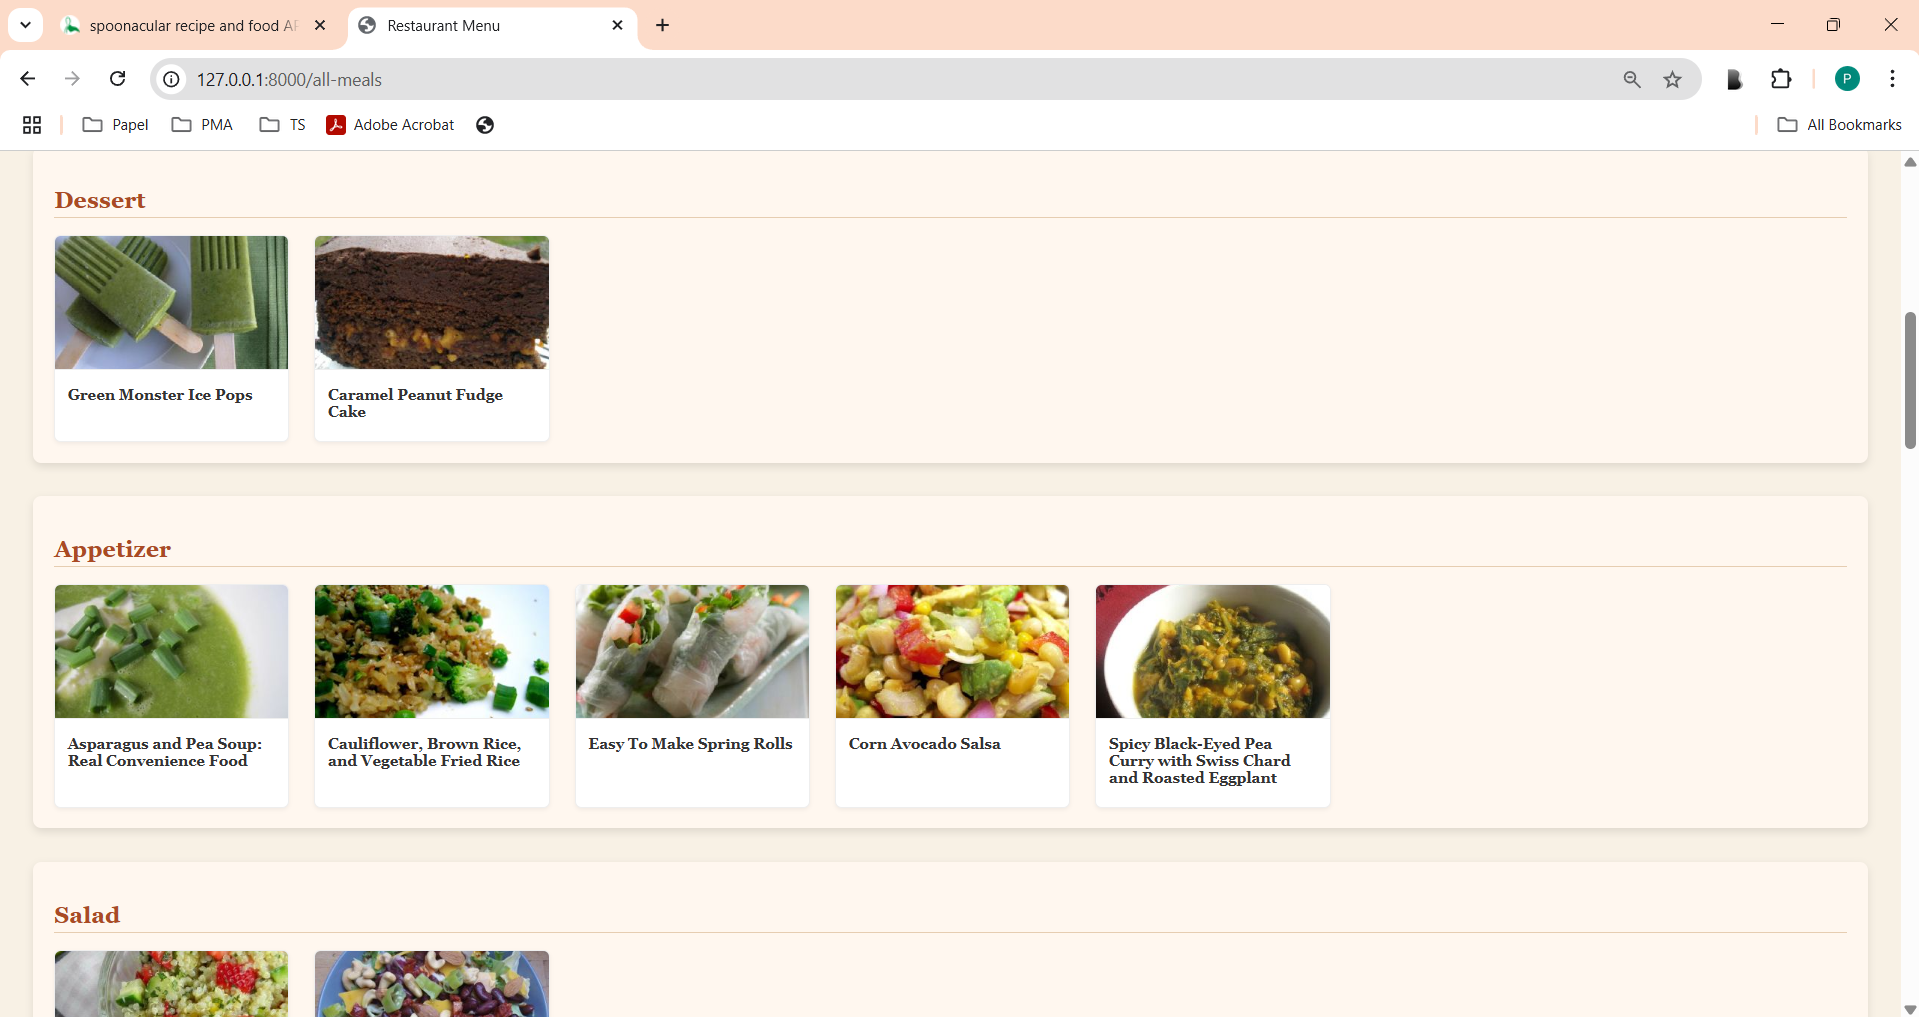 spoonacular recipe and food AP
Restaurant Menu
127.0.0.1:8000/all-meals
P
Papel
PMA
TS
Adobe Acrobat
All Bookmarks
Dessert
Green Monster Ice Pops
Caramel Peanut Fudge
Cake
Appetizer
Asparagus and Pea Soup:
Real Convenience Food
Cauliflower, Brown Rice,
and Vegetable Fried Rice
Easy To Make Spring Rolls
Corn Avocado Salsa
Spicy Black-Eyed Pea
Curry with Swiss Chard
and Roasted Eggplant
Salad